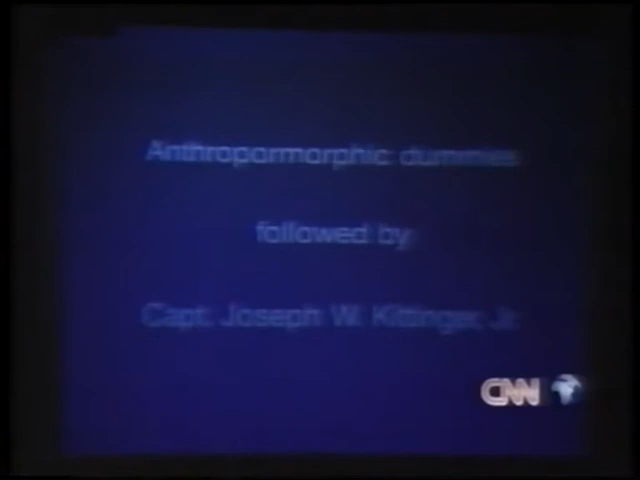 Anthropormorphic dummies
followed by
Capt. Joseph W. Kittinger, Jr.
CNN